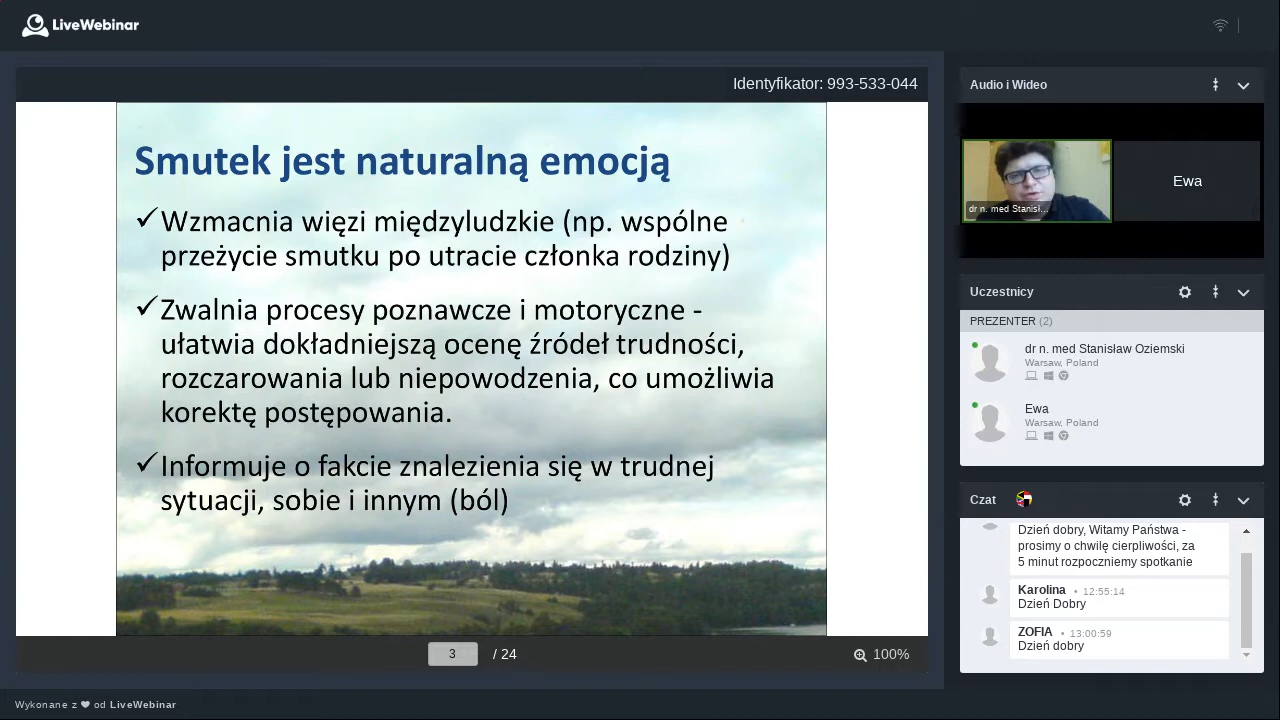 LiveWebinar
Identyfikator: 993-533-044
Smutek jest naturalną emocją
✓Wzmacnia więzi międzyludzkie (np. wspólne
przeżycie smutku po utracie członka rodziny)
✓Zwalnia procesy poznawcze i motoryczne -
ułatwia dokładniejszą ocenę źródeł trudności,
rozczarowania lub niepowodzenia, co umożliwia
korektę postępowania.
✓Informuje o fakcie znalezienia się w trudnej
sytuacji, sobie i innym (ból)
3 / 24
100%
Wykonane z ❤ od LiveWebinar
Audio i Wideo
dr n. med Stanisł...
Ewa
Uczestnicy
PREZENTER (2)
dr n. med Stanisław Oziemski
Warsaw, Poland
Ewa
Warsaw, Poland
Czat
Dzień dobry, Witamy Państwa -
prosimy o chwilę cierpliwości, za
5 minut rozpoczniemy spotkanie
Karolina • 12:55:14
Dzień Dobry
ZOFIA • 13:00:59
Dzień dobry